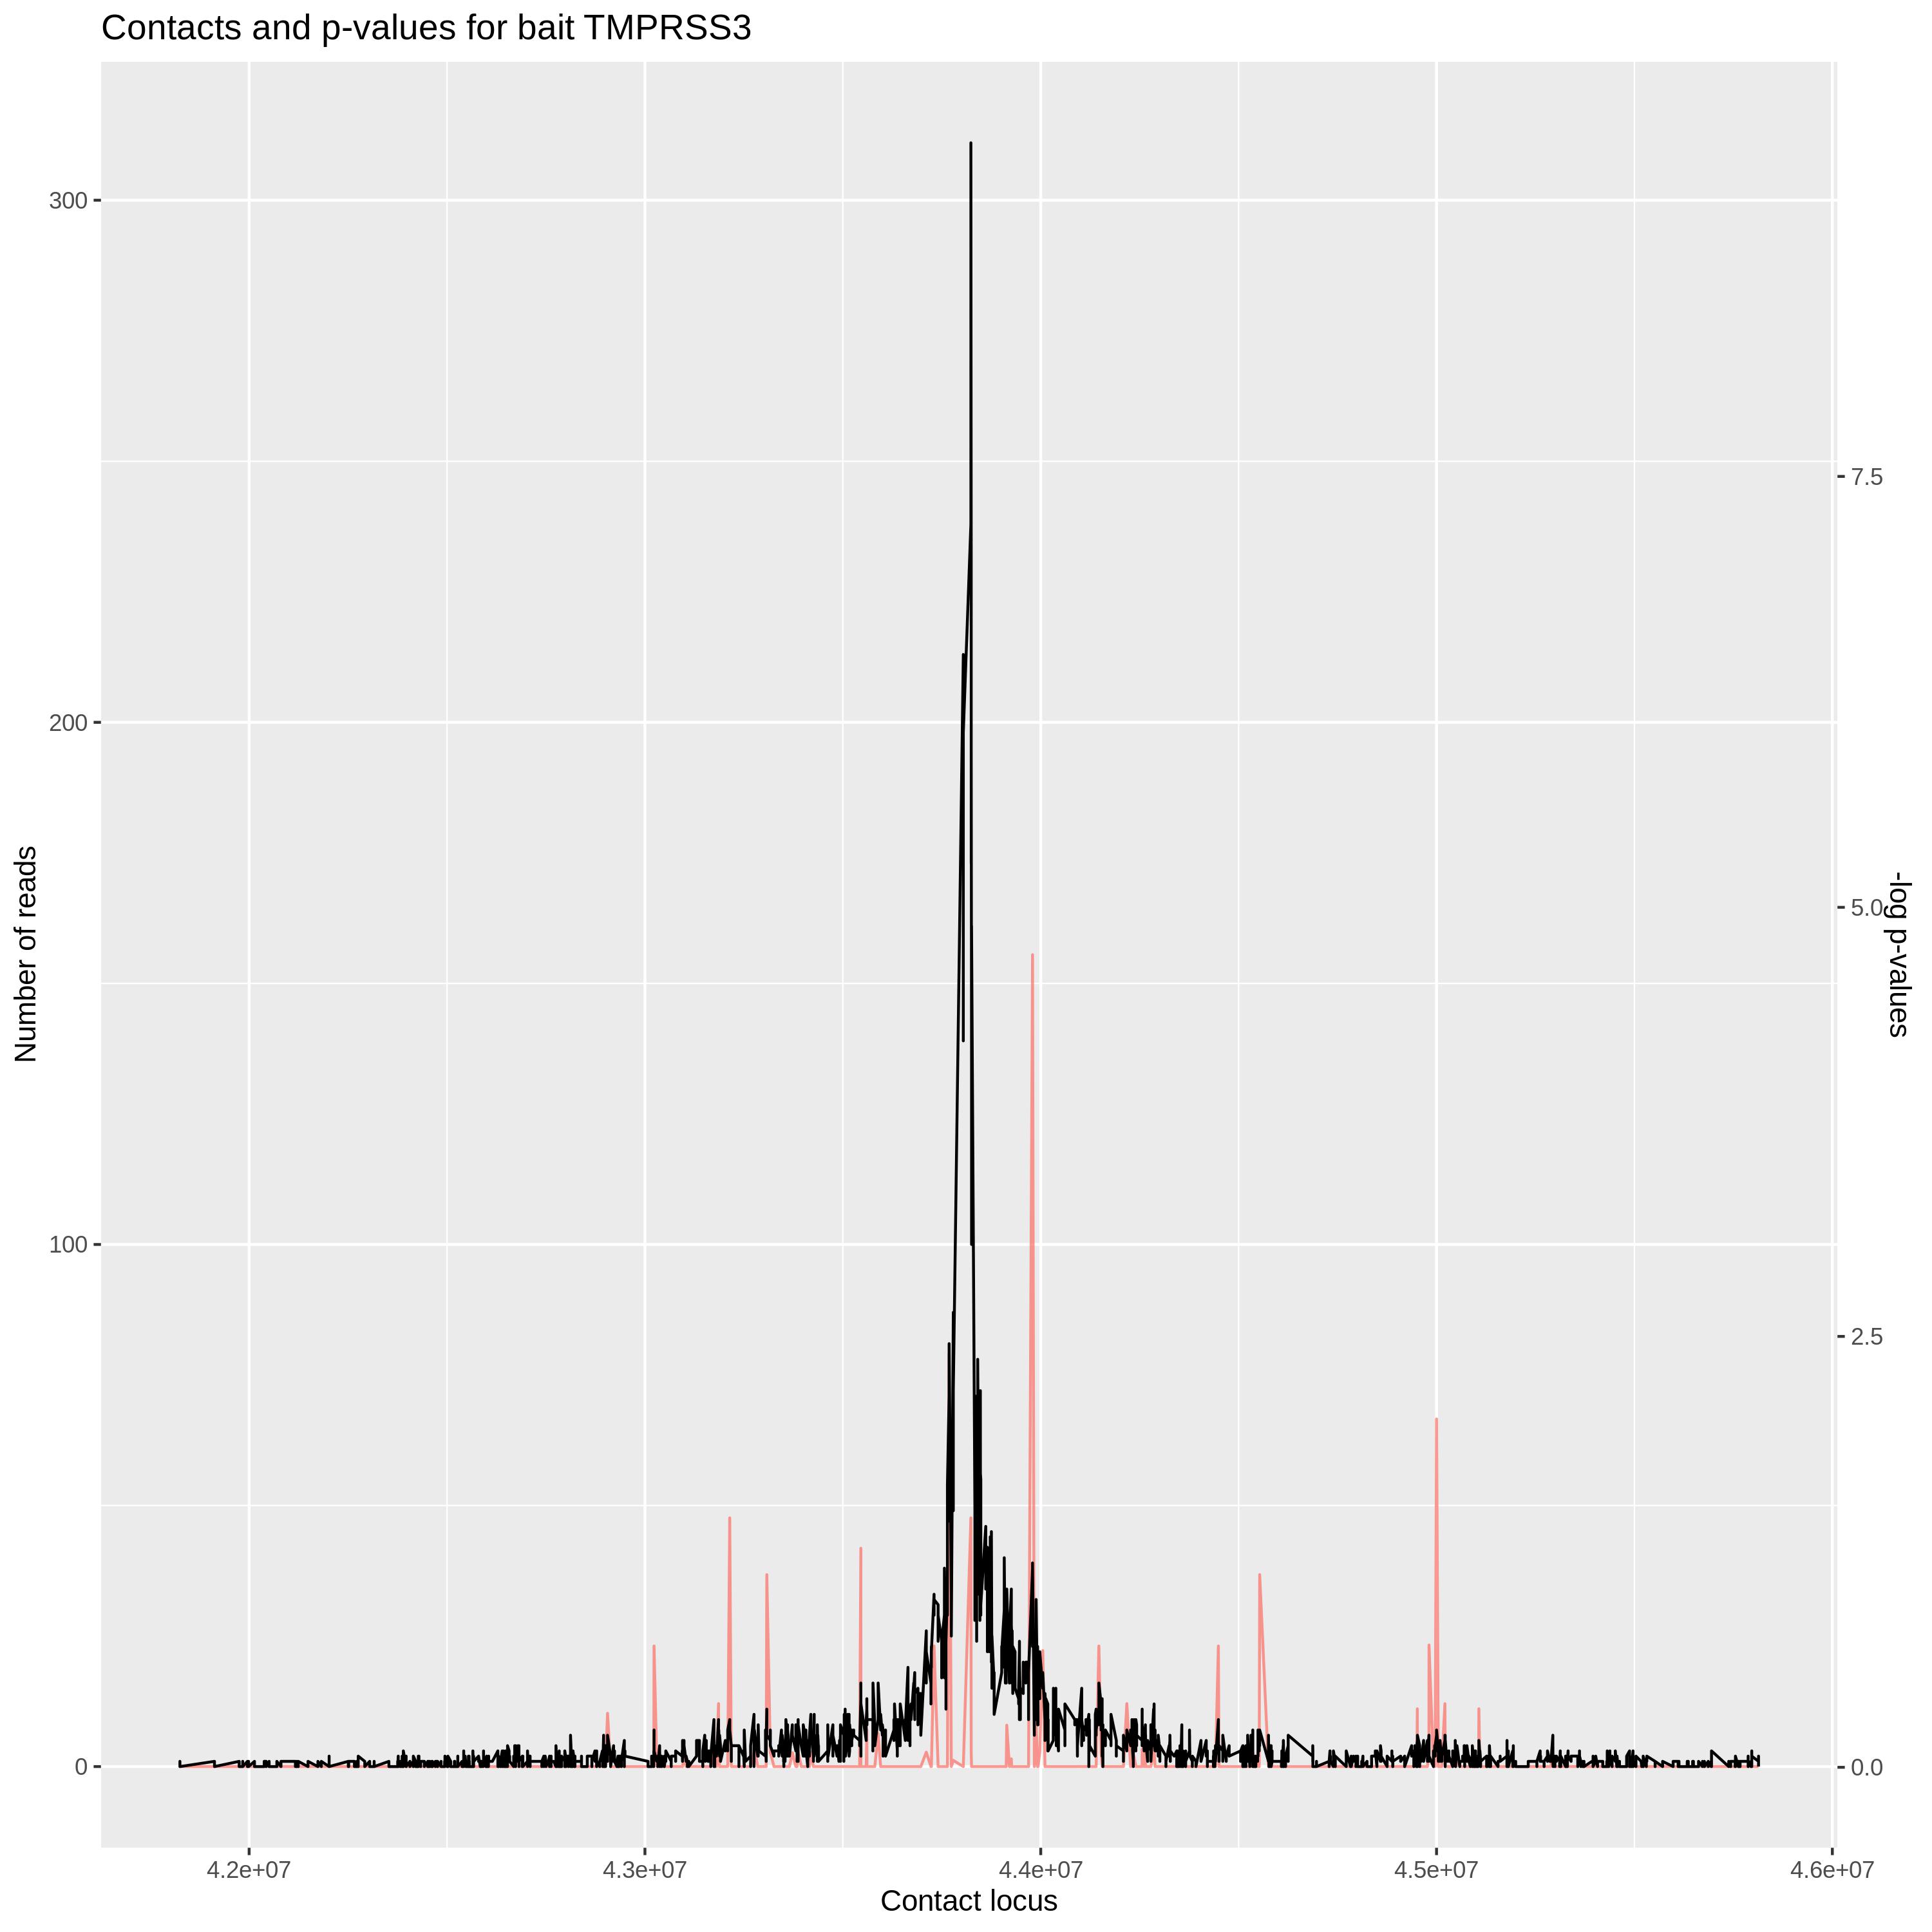 Contacts and p-values for bait TMPRSS3
300
200
100
0
Number of reads
7.5
5.0
2.5
0.0
-log p-values
4.2e+07 4.3e+07 4.4e+07 4.5e+07 4.6e+07
Contact locus